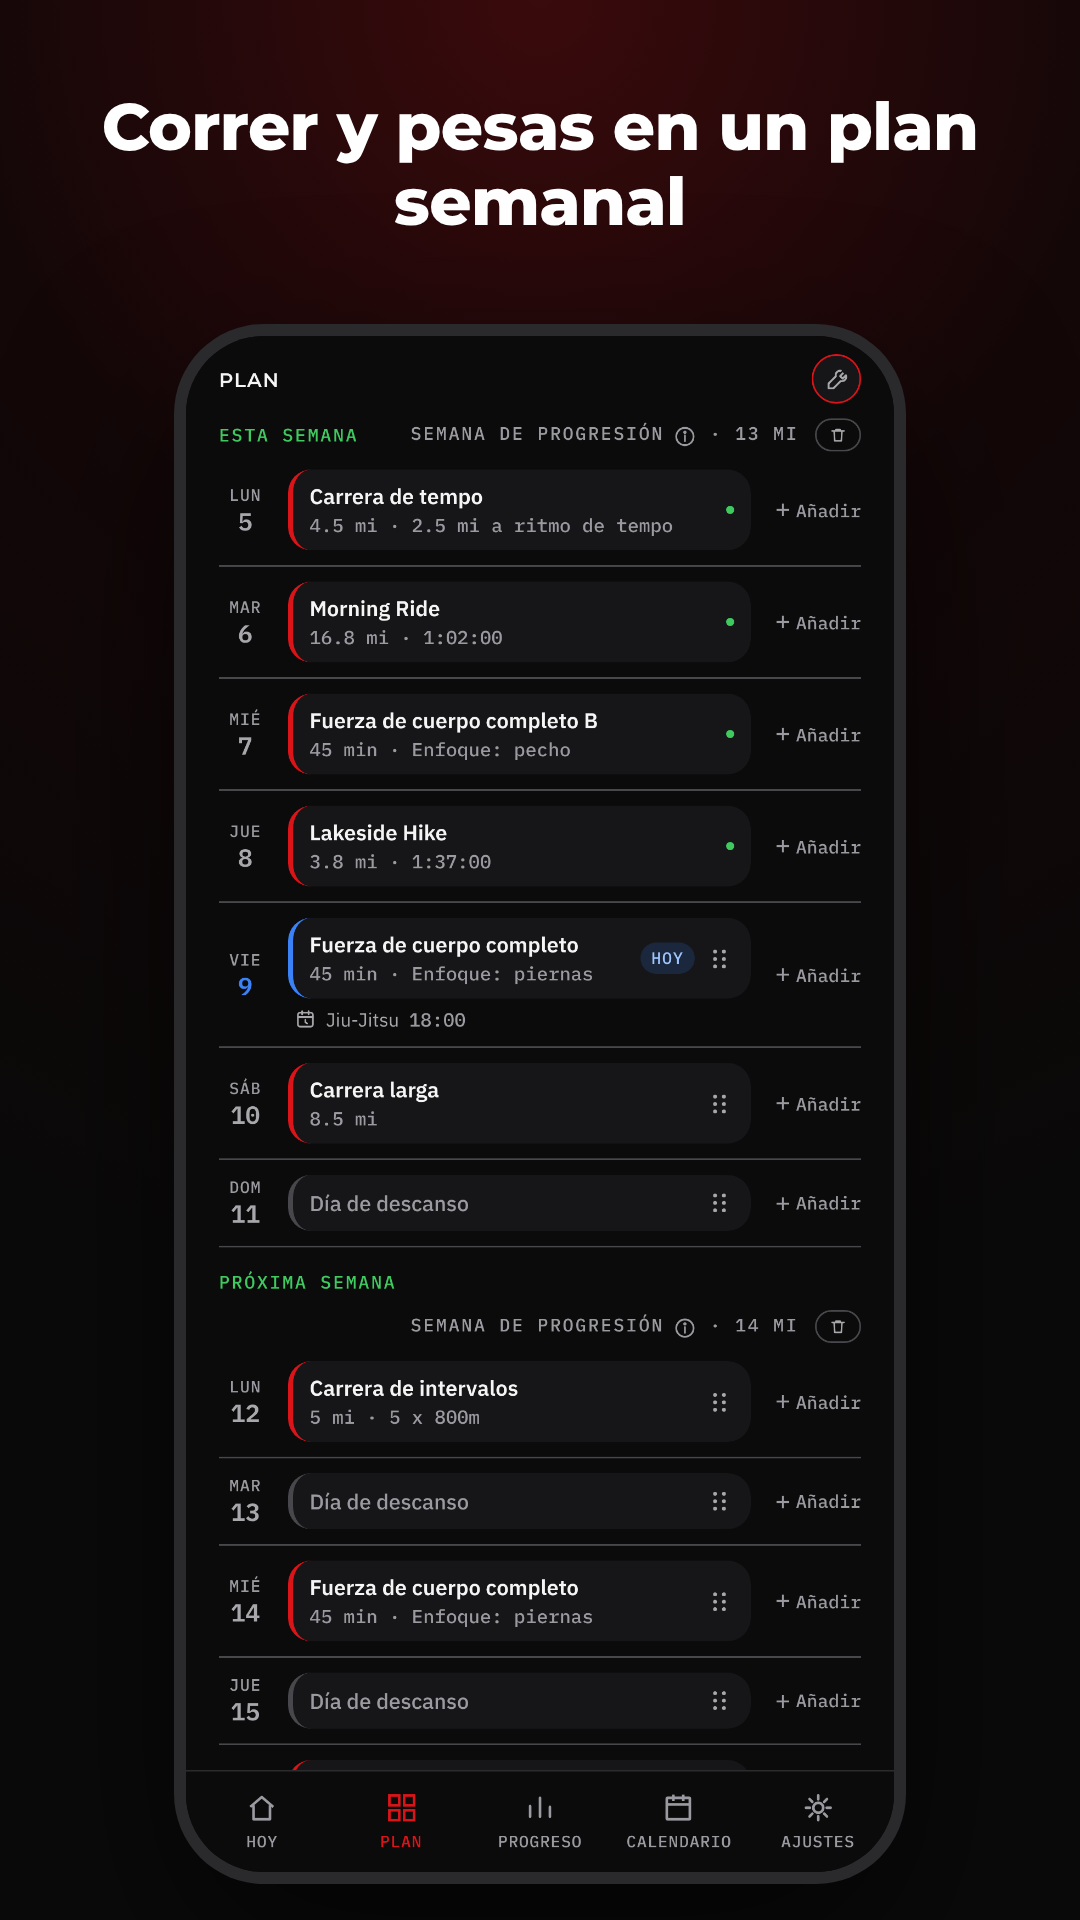 Correr y pesas en un plan
semanal
PLAN
ESTA SEMANA SEMANA DE PROGRESIÓN · 13 MI
LUN
5
Carrera de tempo
4.5 mi · 2.5 mi a ritmo de tempo
+ Añadir
MAR
6
Morning Ride
16.8 mi · 1:02:00
+ Añadir
MIÉ
7
Fuerza de cuerpo completo B
45 min · Enfoque: pecho
+ Añadir
JUE
8
Lakeside Hike
3.8 mi · 1:37:00
+ Añadir
VIE
9
Fuerza de cuerpo completo
45 min · Enfoque: piernas
HOY
+ Añadir
Jiu-Jitsu 18:00
SÁB
10
Carrera larga
8.5 mi
+ Añadir
DOM
11
Día de descanso
+ Añadir
PRÓXIMA SEMANA
SEMANA DE PROGRESIÓN · 14 MI
LUN
12
Carrera de intervalos
5 mi · 5 x 800m
+ Añadir
MAR
13
Día de descanso
+ Añadir
MIÉ
14
Fuerza de cuerpo completo
45 min · Enfoque: piernas
+ Añadir
JUE
15
Día de descanso
+ Añadir
HOY PLAN PROGRESO CALENDARIO AJUSTES